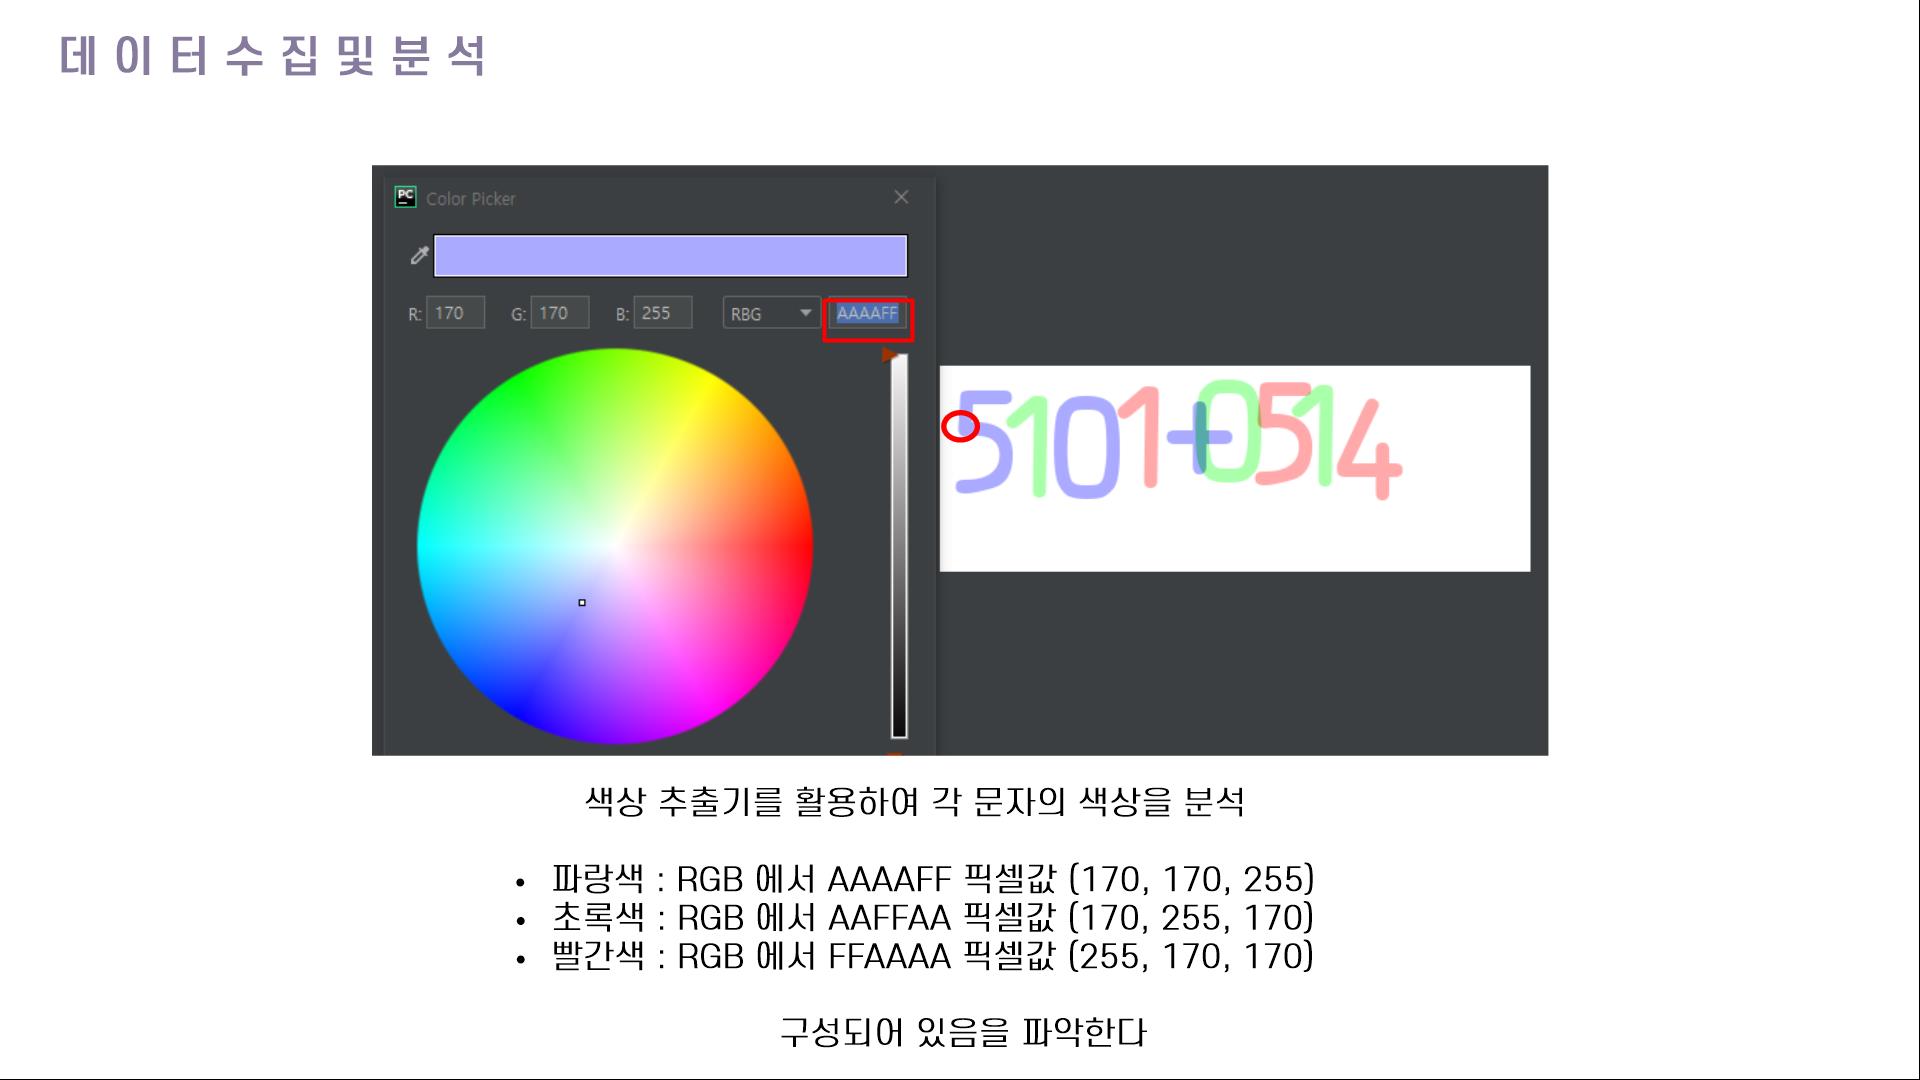 데이터수집및분석
PC Color Picker
R: 170 G: 170 B: 255 RBG AAAAFF
5101+0514
색상 추출기를 활용하여 각 문자의 색상을 분석
• 파랑색 : RGB 에서 AAAAFF 픽셀값 (170, 170, 255)
• 초록색 : RGB 에서 AAFFAA 픽셀값 (170, 255, 170)
• 빨간색 : RGB 에서 FFAAAA 픽셀값 (255, 170, 170)
구성되어 있음을 파악한다